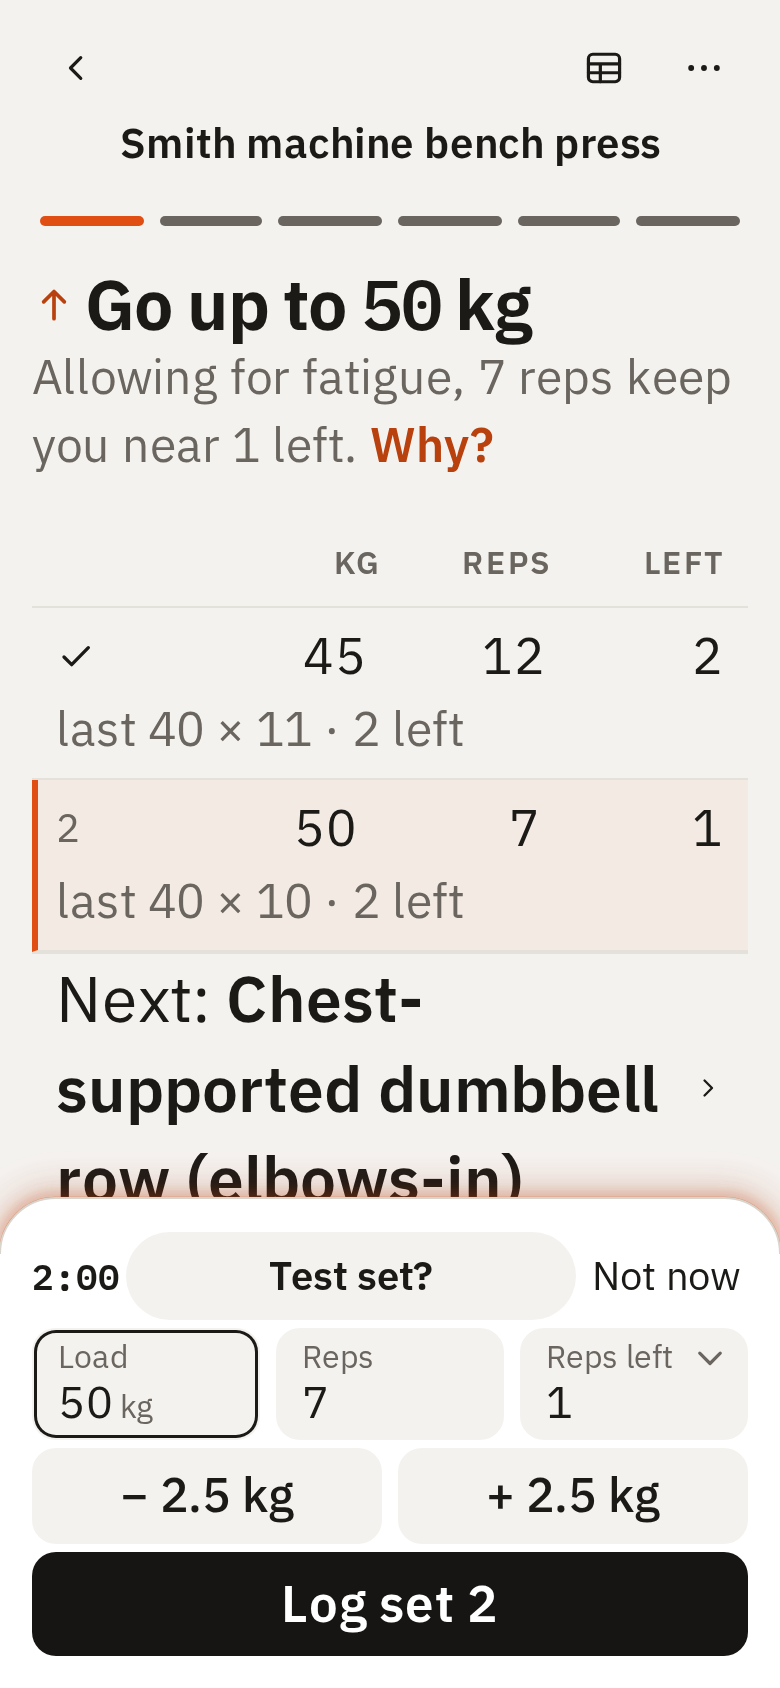 Smith machine bench press
Go up to 50 kg
Allowing for fatigue, 7 reps keep
you near 1 left. Why?
KG REPS LEFT
45 12 2
last 40 × 11 · 2 left
2 50 7 1
last 40 × 10 · 2 left
Next: Chest-
supported dumbbell
row (elbows-in)
2:00 Test set? Not now
Load Reps Reps left
50 kg 7 1
− 2.5 kg + 2.5 kg
Log set 2